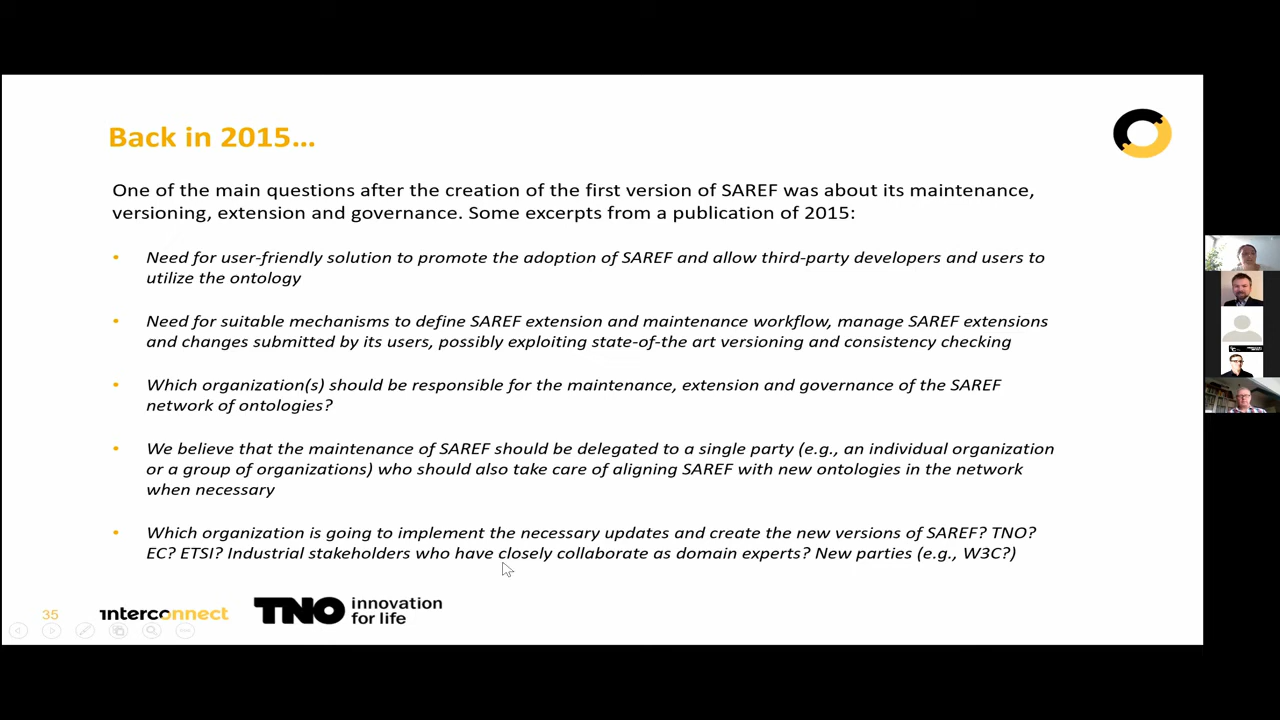 Back in 2015...
One of the main questions after the creation of the first version of SAREF was about its maintenance,
versioning, extension and governance. Some excerpts from a publication of 2015:
• Need for user-friendly solution to promote the adoption of SAREF and allow third-party developers and users to
utilize the ontology
• Need for suitable mechanisms to define SAREF extension and maintenance workflow, manage SAREF extensions
and changes submitted by its users, possibly exploiting state-of-the art versioning and consistency checking
• Which organization(s) should be responsible for the maintenance, extension and governance of the SAREF
network of ontologies?
• We believe that the maintenance of SAREF should be delegated to a single party (e.g., an individual organization
or a group of organizations) who should also take care of aligning SAREF with new ontologies in the network
when necessary
• Which organization is going to implement the necessary updates and create the new versions of SAREF? TNO?
EC? ETSI? Industrial stakeholders who have closely collaborate as domain experts? New parties (e.g., W3C?)
35
interconnect
TNO innovation
for life